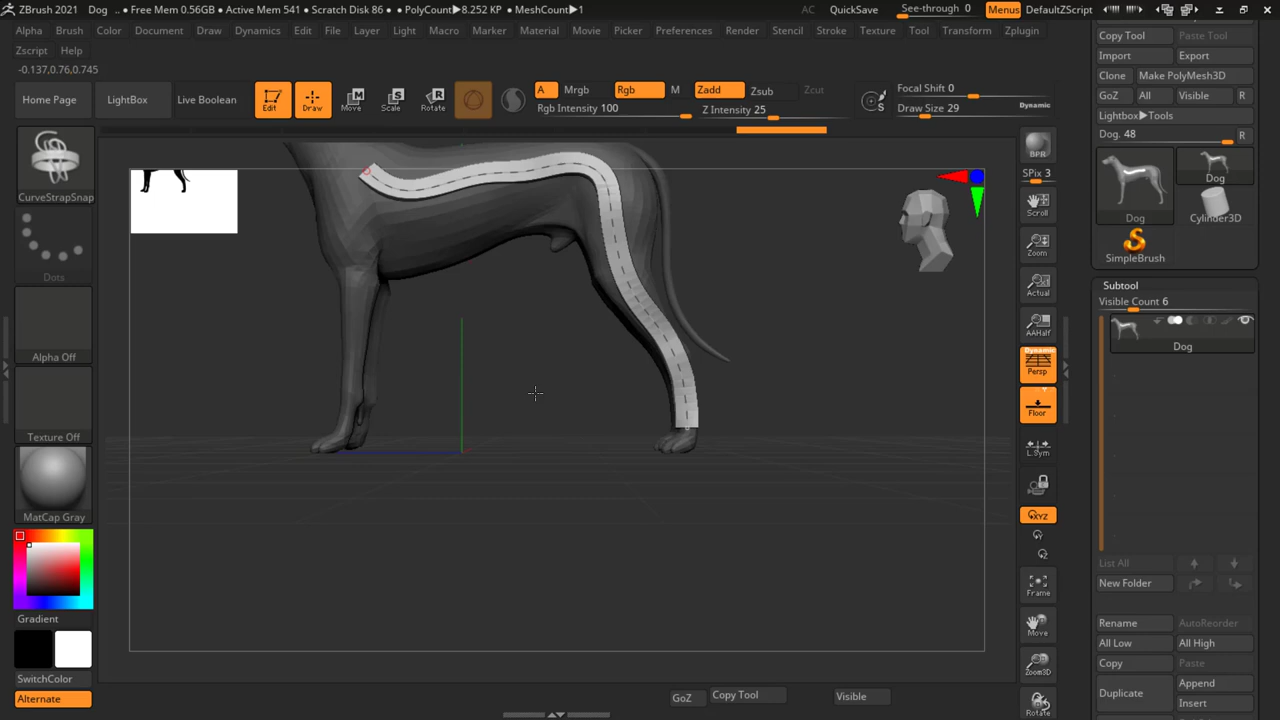 ZBrush 2021 Dog .. • Free Mem 0.56GB • Active Mem 541 • Scratch Disk 86 • PolyCount▶8.252 KP • MeshCount▶1 AC QuickSave See-through 0 Menus DefaultZScript
Alpha Brush Color Document Draw Dynamics Edit File Layer Light Macro Marker Material Movie Picker Preferences Render Stencil Stroke Texture Tool Transform Zplugin
Zscript Help
-0.137,0.76,0.745
Home Page LightBox Live Boolean Edit Draw Move Scale Rotate A Mrgb Rgb M Zadd Zsub Zcut Focal Shift 0
Rgb Intensity 100 Z Intensity 25 S Draw Size 29 Dynamic
CurveStrapSnap
Dots
Alpha Off
Texture Off
MatCap Gray
Gradient
SwitchColor
Alternate
BPR
SPix 3
Scroll
Zoom
Actual
AAHalf
Dynamic
Persp
Floor
L.Sym
XYZ
Y
Z
Frame
Move
Zoom3D
Rotate
GoZ Copy Tool Visible
Copy Tool Paste Tool
Import Export
Clone Make PolyMesh3D
GoZ All Visible R
Lightbox▶Tools
Dog. 48 R
Dog
Dog Cylinder3D
SimpleBrush
Subtool
Visible Count 6
Dog
List All
New Folder
Rename AutoReorder
All Low All High
Copy Paste
Duplicate Append
Insert